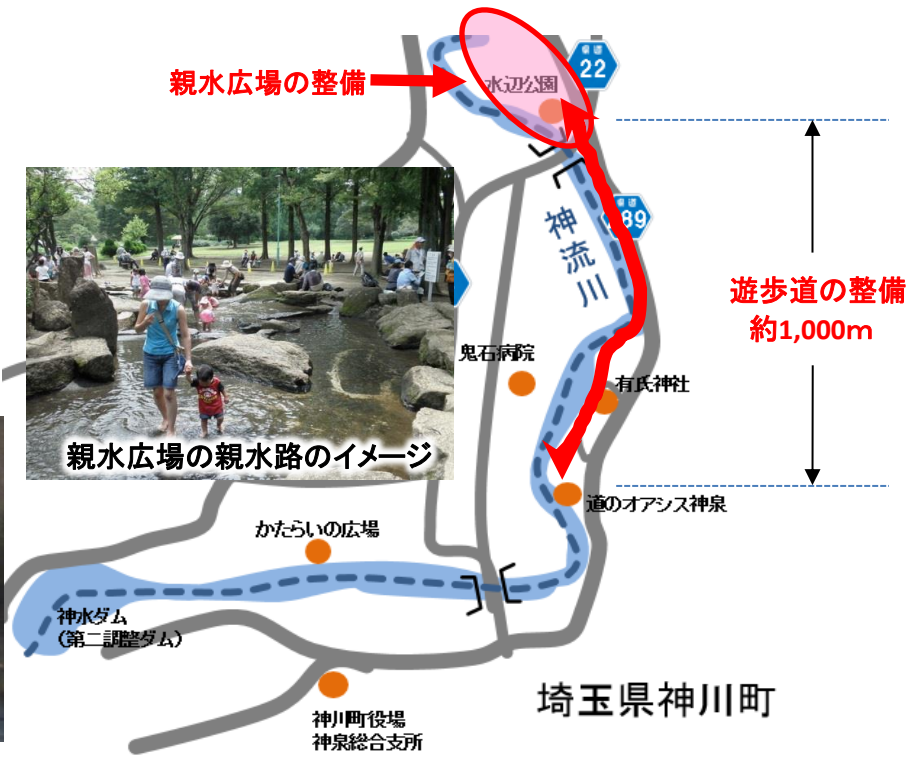 親水広場の整備
水辺公園
県道
22
県道
89
神流川
遊歩道の整備
約1,000m
鬼石病院
有氏神社
親水広場の親水路のイメージ
道のオアシス神泉
かたらいの広場
神水ダム
(第二調整ダム)
埼玉県神川町
神川町役場
神泉総合支所